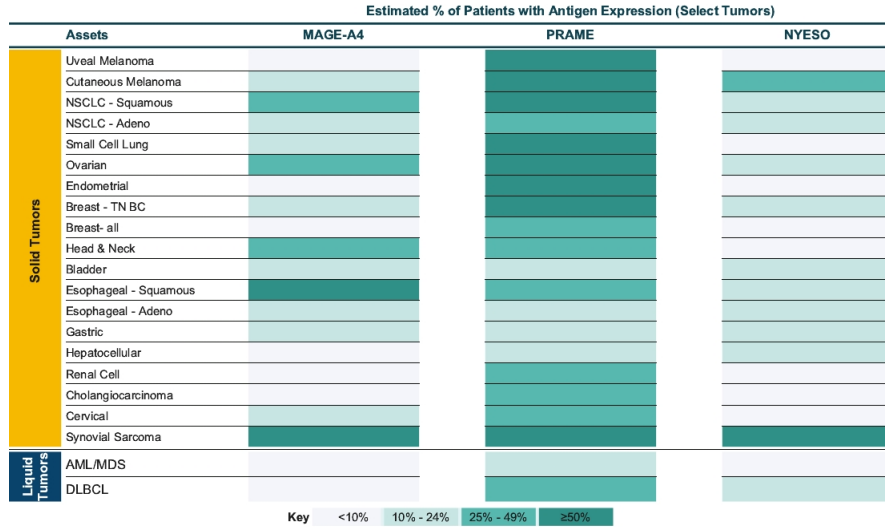 Estimated % of Patients with Antigen Expression (Select Tumors)
Assets MAGE-A4 PRAME NYESO
Solid Tumors
Uveal Melanoma
Cutaneous Melanoma
NSCLC - Squamous
NSCLC - Adeno
Small Cell Lung
Ovarian
Endometrial
Breast - TN BC
Breast- all
Head & Neck
Bladder
Esophageal - Squamous
Esophageal - Adeno
Gastric
Hepatocellular
Renal Cell
Cholangiocarcinoma
Cervical
Synovial Sarcoma
Liquid
Tumors
AML/MDS
DLBCL
Key <10% 10% - 24% 25% - 49% ≥50%